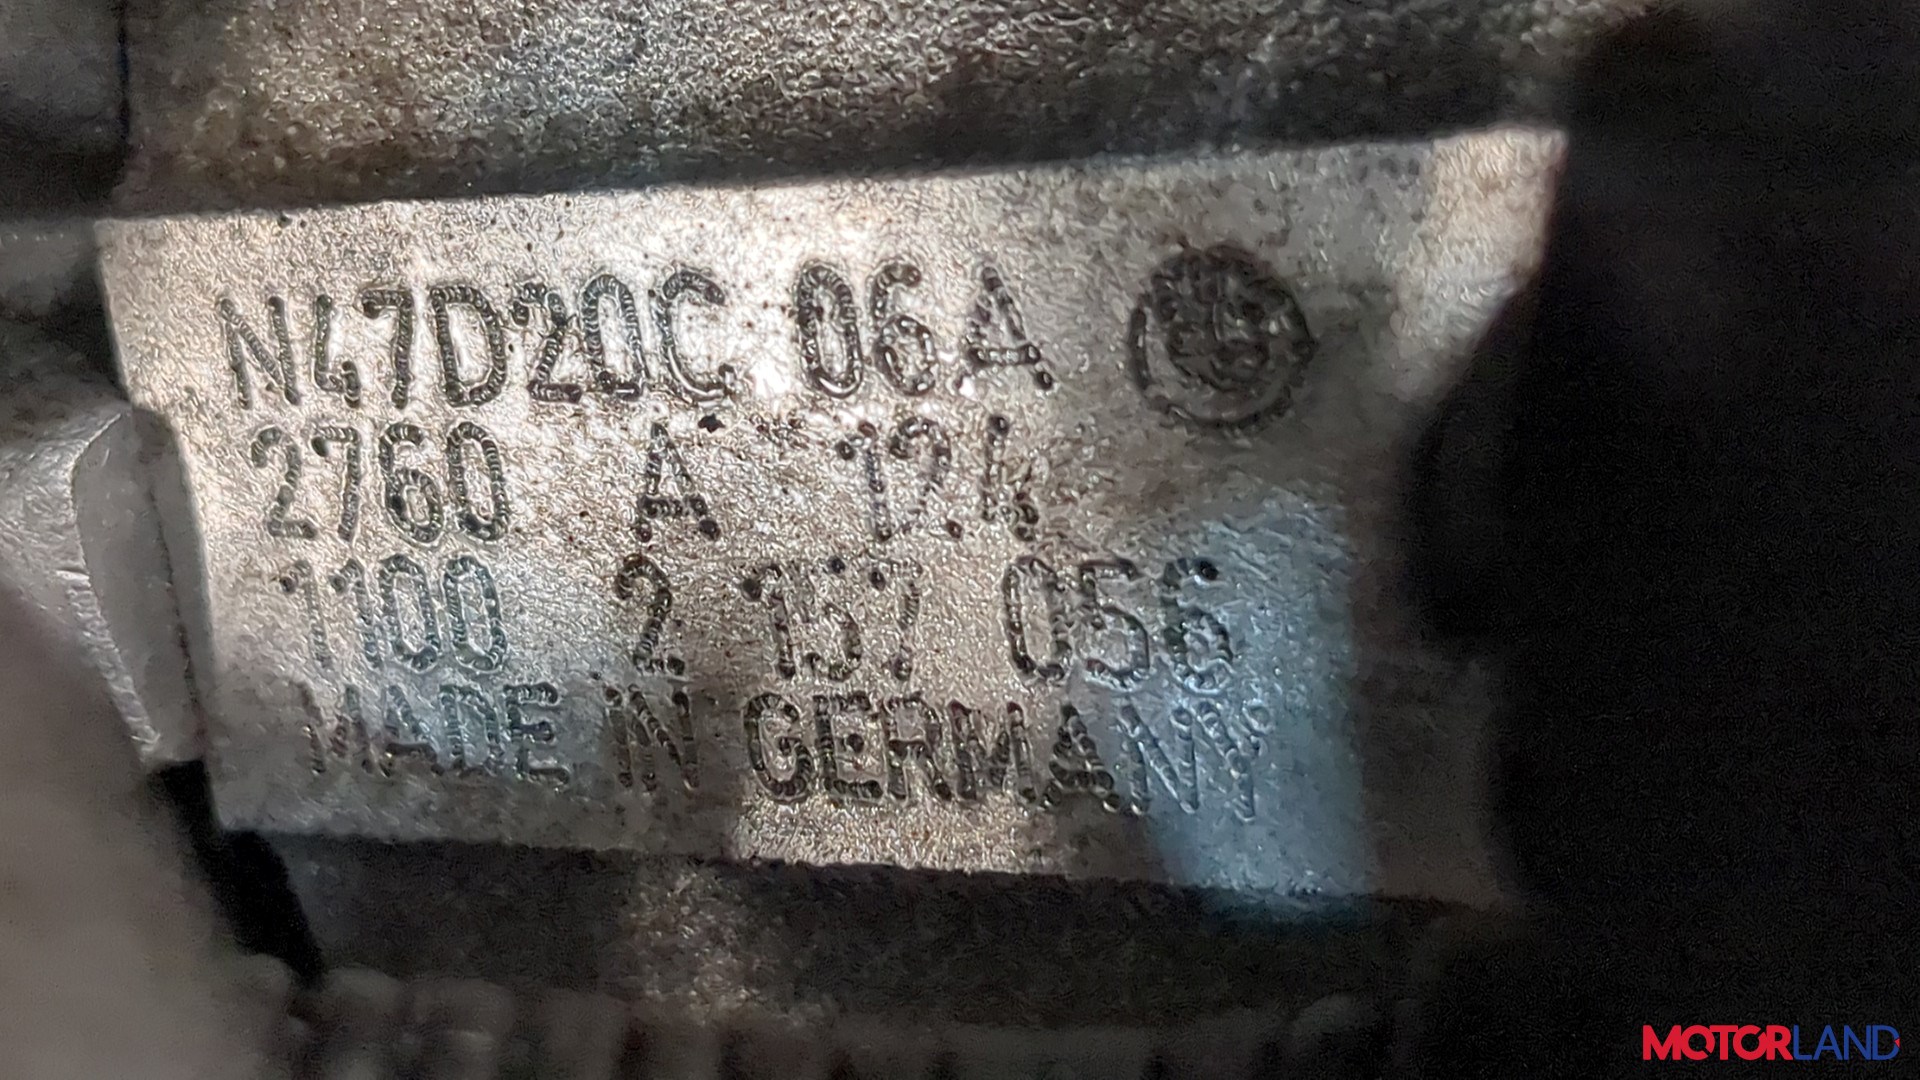 N47D20C 06A
2760 A 124
1100 2 157 056
MADE IN GERMANY
MOTORLAND